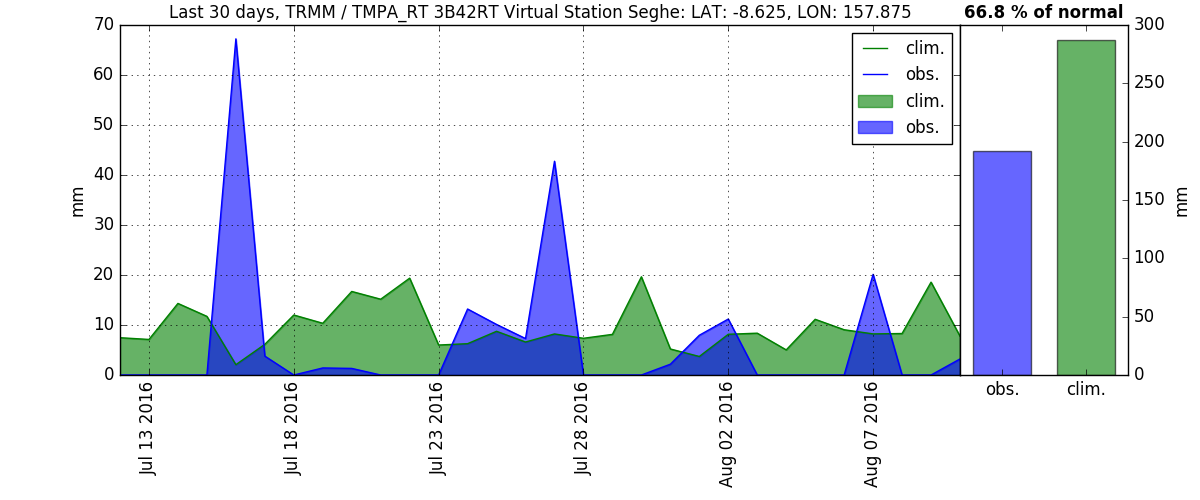 Last 30 days, TRMM / TMPA_RT 3B42RT Virtual Station Seghe: LAT: -8.625, LON: 157.875
66.8 % of normal
70
60
50
40
30
20
10
0
mm
clim.
obs.
clim.
obs.
Jul 13 2016
Jul 18 2016
Jul 23 2016
Jul 28 2016
Aug 02 2016
Aug 07 2016
300
250
200
150
100
50
0
mm
obs.
clim.